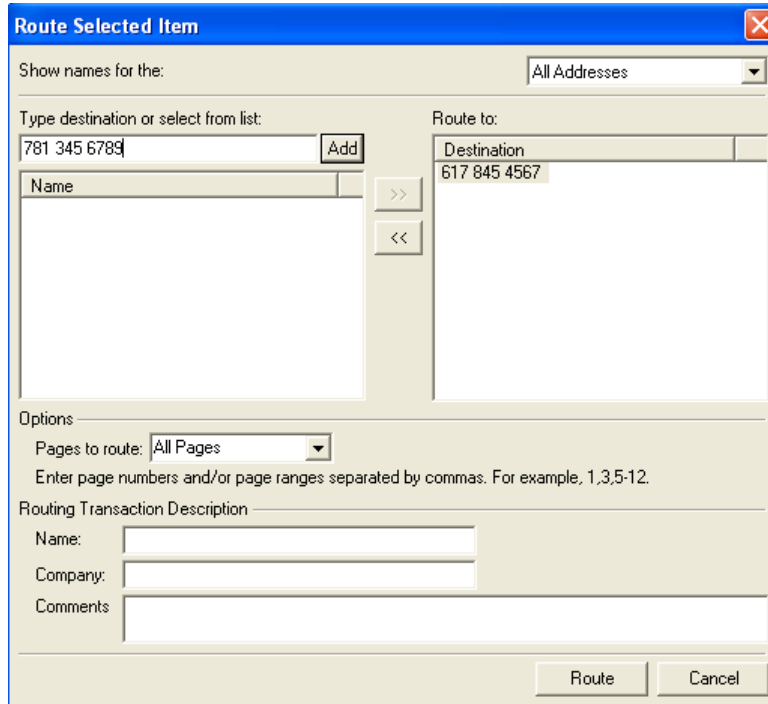 Route Selected Item
Show names for the: All Addresses
Type destination or select from list:
781 345 6789 Add
Name
>>
<<
Route to:
Destination
617 845 4567
Options
Pages to route: All Pages
Enter page numbers and/or page ranges separated by commas. For example, 1,3,5-12.
Routing Transaction Description
Name:
Company:
Comments
Route Cancel